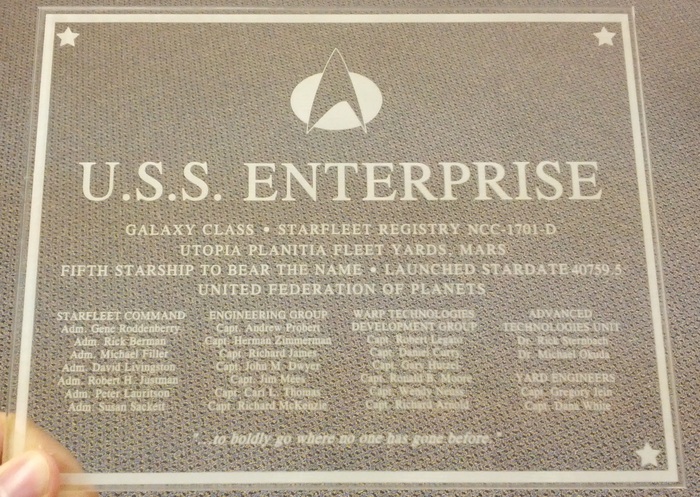 U.S.S. ENTERPRISE
GALAXY CLASS • STARFLEET REGISTRY NCC-1701-D
UTOPIA PLANITIA FLEET YARDS, MARS
FIFTH STARSHIP TO BEAR THE NAME • LAUNCHED STARDATE 40759.5
UNITED FEDERATION OF PLANETS
STARFLEET COMMAND
Adm. Gene Roddenberry
Adm. Rick Berman
Adm. Michael Piller
Adm. David Livingston
Adm. Robert H. Justman
Adm. Peter Lauritson
Adm. Susan Sackett
ENGINEERING GROUP
Capt. Andrew Probert
Capt. Herman Zimmerman
Capt. Richard James
Capt. John M. Dwyer
Capt. Jim Mees
Capt. Carl L. Thomas
Capt. Richard McKenzie
WARP TECHNOLOGIES
DEVELOPMENT GROUP
Capt. Robert Legato
Capt. Daniel Curry
Capt. Gary
Capt. Ronald B. Moore
Capt. Wendy Neuss
Capt. Richard Arnold
ADVANCED
TECHNOLOGIES UNIT
Dr. Rick Sternbach
Dr. Michael Okuda
YARD ENGINEERS
Capt. Gregory Jein
Capt. Dana White
"...to boldly go where no one has gone before."